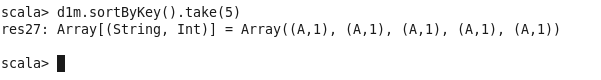 scala> d1m.sortByKey().take(5)
res27: Array[(String, Int)] = Array((A,1), (A,1), (A,1), (A,1), (A,1))
scala>